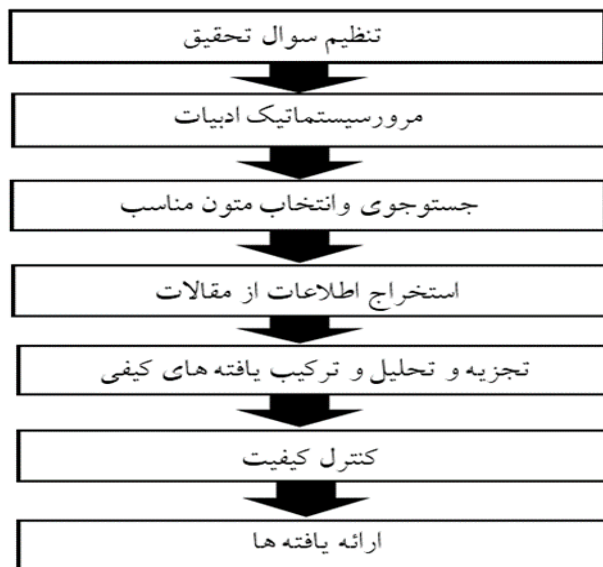 تنظیم سوال تحقیق
مرورسیستماتیک ادبیات
جستوجوی وانتخاب متون مناسب
استخراج اطلاعات از مقالات
تجزیه و تحلیل و ترکیب یافته های کیفی
کنترل کیفیت
ارائه یافته ها